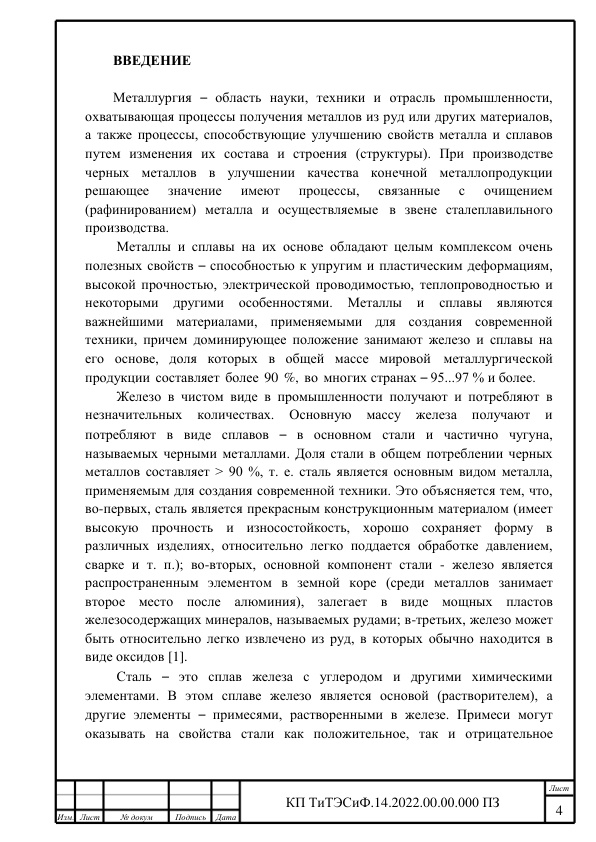 ВВЕДЕНИЕ
Металлургия – область науки, техники и отрасль промышленности,
охватывающая процессы получения металлов из руд или других материалов,
а также процессы, способствующие улучшению свойств металла и сплавов
путем изменения их состава и строения (структуры). При производстве
черных металлов в улучшении качества конечной металлопродукции
решающее значение имеют процессы, связанные с очищением
(рафинированием) металла и осуществляемые в звене сталеплавильного
производства.
Металлы и сплавы на их основе обладают целым комплексом очень
полезных свойств – способностью к упругим и пластическим деформациям,
высокой прочностью, электрической проводимостью, теплопроводностью и
некоторыми другими особенностями. Металлы и сплавы являются
важнейшими материалами, применяемыми для создания современной
техники, причем доминирующее положение занимают железо и сплавы на
его основе, доля которых в общей массе мировой металлургической
продукции составляет более 90 %, во многих странах – 95...97 % и более.
Железо в чистом виде в промышленности получают и потребляют в
незначительных количествах. Основную массу железа получают и
потребляют в виде сплавов – в основном стали и частично чугуна,
называемых черными металлами. Доля стали в общем потреблении черных
металлов составляет > 90 %, т. е. сталь является основным видом металла,
применяемым для создания современной техники. Это объясняется тем, что,
во-первых, сталь является прекрасным конструкционным материалом (имеет
высокую прочность и износостойкость, хорошо сохраняет форму в
различных изделиях, относительно легко поддается обработке давлением,
сварке и т. п.); во-вторых, основной компонент стали - железо является
распространенным элементом в земной коре (среди металлов занимает
второе место после алюминия), залегает в виде мощных пластов
железосодержащих минералов, называемых рудами; в-третьих, железо может
быть относительно легко извлечено из руд, в которых обычно находится в
виде оксидов [1].
Сталь – это сплав железа с углеродом и другими химическими
элементами. В этом сплаве железо является основой (растворителем), а
другие элементы – примесями, растворенными в железе. Примеси могут
оказывать на свойства стали как положительное, так и отрицательное
КП ТиТЭСиФ.14.2022.00.00.000 ПЗ
Лист
4
Изм. Лист № докум Подпись Дата